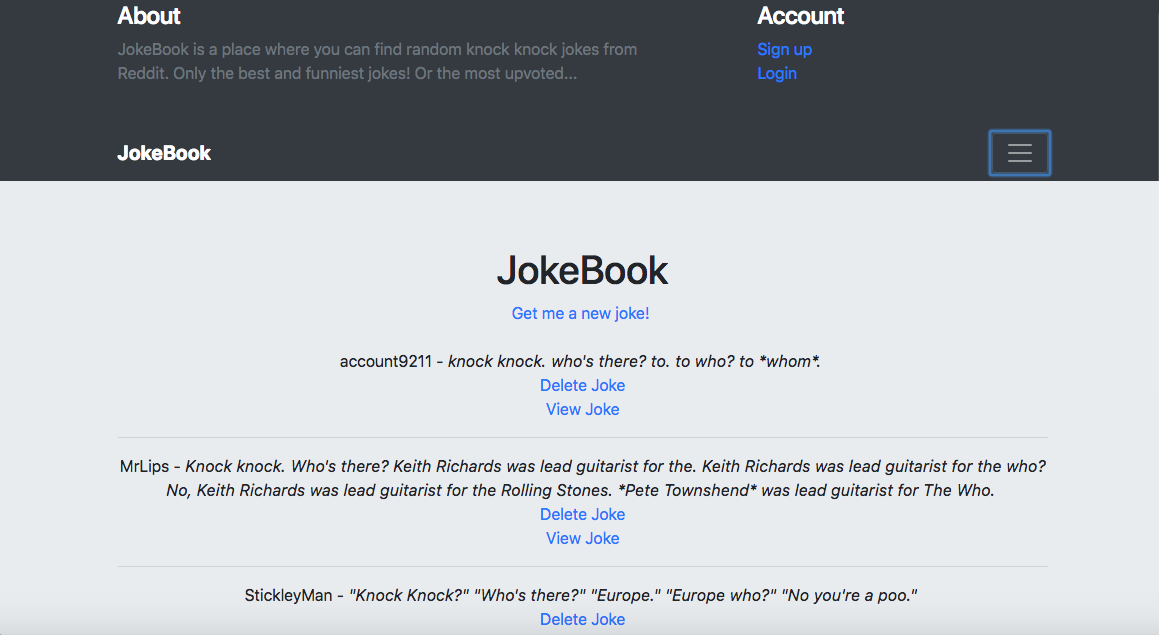 About
JokeBook is a place where you can find random knock knock jokes from
Reddit. Only the best and funniest jokes! Or the most upvoted...
Account
Sign up
Login
JokeBook
JokeBook
Get me a new joke!
account9211 - knock knock. who's there? to. to who? to *whom*.
Delete Joke
View Joke
MrLips - Knock knock. Who's there? Keith Richards was lead guitarist for the. Keith Richards was lead guitarist for the who?
No, Keith Richards was lead guitarist for the Rolling Stones. *Pete Townshend* was lead guitarist for The Who.
Delete Joke
View Joke
StickleyMan - "Knock Knock?" "Who's there?" "Europe." "Europe who?" "No you're a poo."
Delete Joke